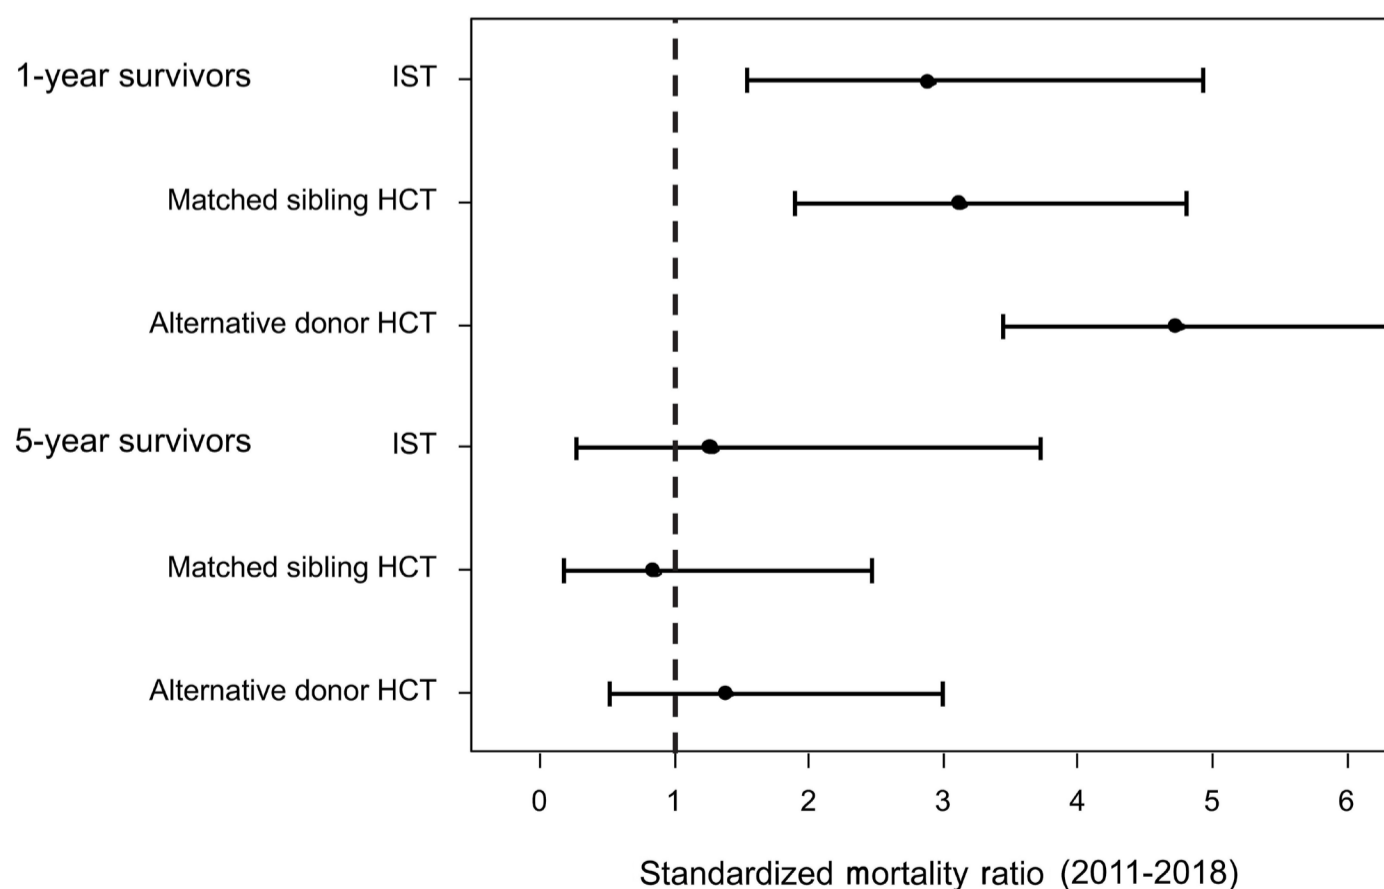 1-year survivors IST
Matched sibling HCT
Alternative donor HCT
5-year survivors IST
Matched sibling HCT
Alternative donor HCT
0 1 2 3 4 5 6
Standardized mortality ratio (2011-2018)